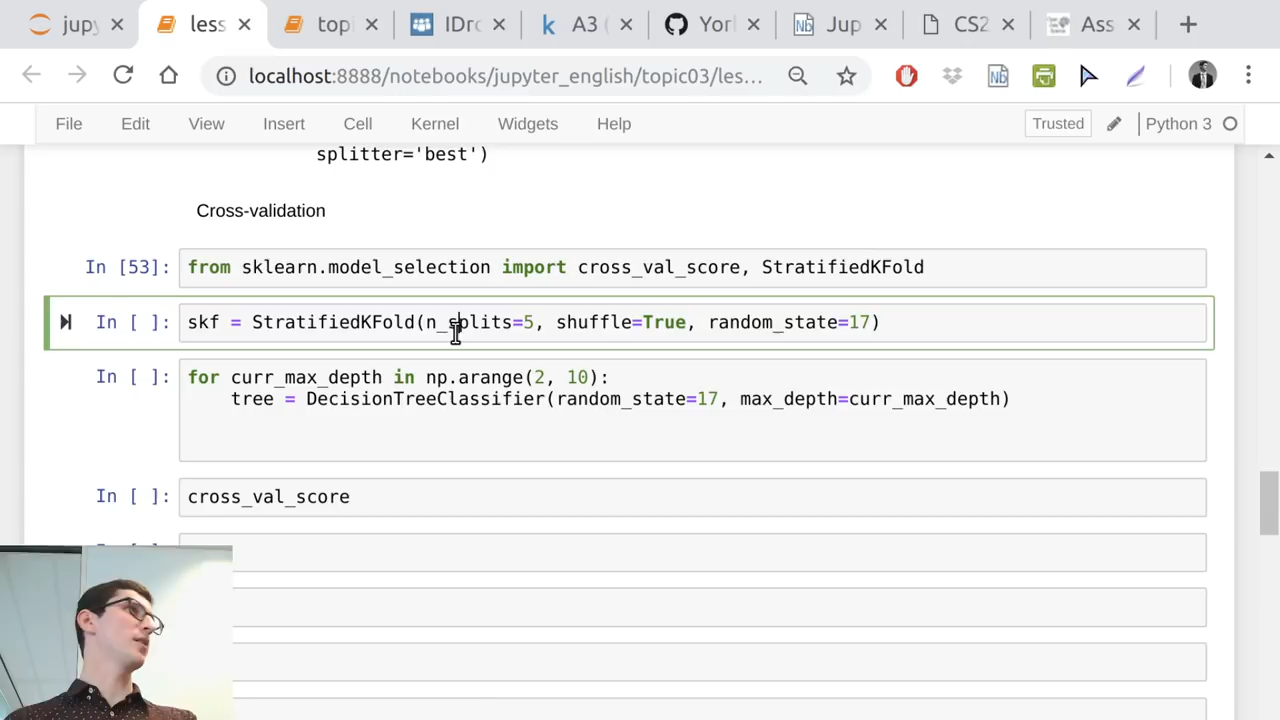 jupy
less
topi
IDro
A3 (
Yorl
Jup
CS2
Ass
localhost:8888/notebooks/jupyter_english/topic03/les...
File Edit View Insert Cell Kernel Widgets Help Trusted Python 3
splitter='best')
Cross-validation
In [53]: from sklearn.model_selection import cross_val_score, StratifiedKFold
In [ ]: skf = StratifiedKFold(n_splits=5, shuffle=True, random_state=17)
In [ ]: for curr_max_depth in np.arange(2, 10):
tree = DecisionTreeClassifier(random_state=17, max_depth=curr_max_depth)
In [ ]: cross_val_score